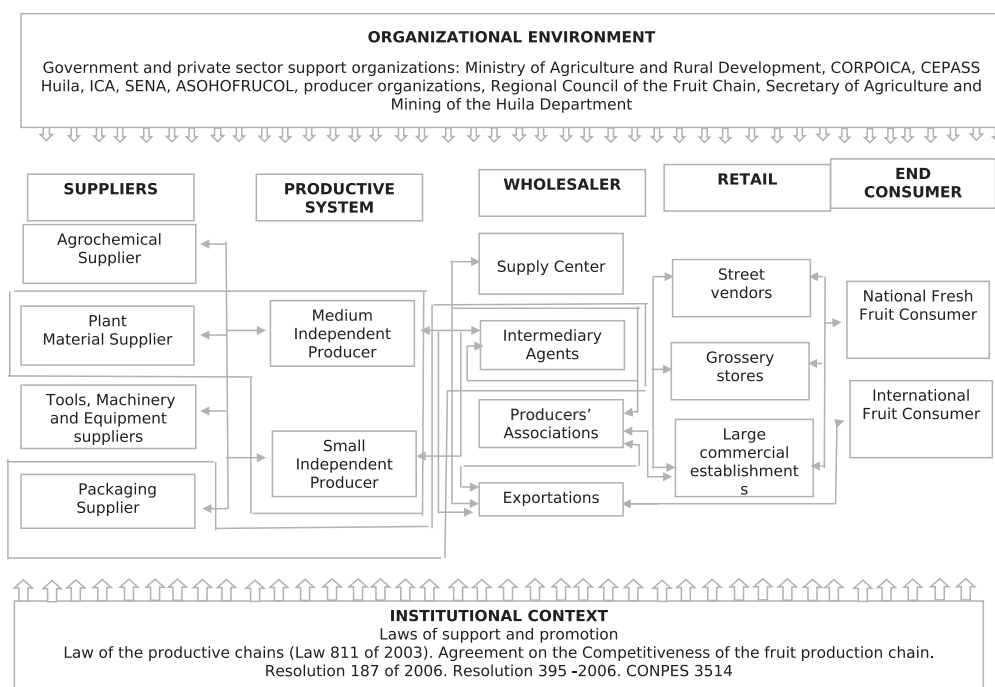 ORGANIZATIONAL ENVIRONMENT
Government and private sector support organizations: Ministry of Agriculture and Rural Development, CORPOICA, CEPASS
Huila, ICA, SENA, ASOHOFRUCOL, producer organizations, Regional Council of the Fruit Chain, Secretary of Agriculture and
Mining of the Huila Department
SUPPLIERS
Agrochemical
Supplier
Plant
Material Supplier
Tools, Machinery
and Equipment
suppliers
Packaging
Supplier
PRODUCTIVE
SYSTEM
Medium
Independent
Producer
Small
Independent
Producer
WHOLESALER
Supply Center
Intermediary
Agents
Producers’
Associations
Exportations
RETAIL
Street
vendors
Grossery
stores
Large
commercial
establishment
s
END
CONSUMER
National Fresh
Fruit Consumer
International
Fruit Consumer
INSTITUTIONAL CONTEXT
Laws of support and promotion
Law of the productive chains (Law 811 of 2003). Agreement on the Competitiveness of the fruit production chain.
Resolution 187 of 2006. Resolution 395 -2006. CONPES 3514